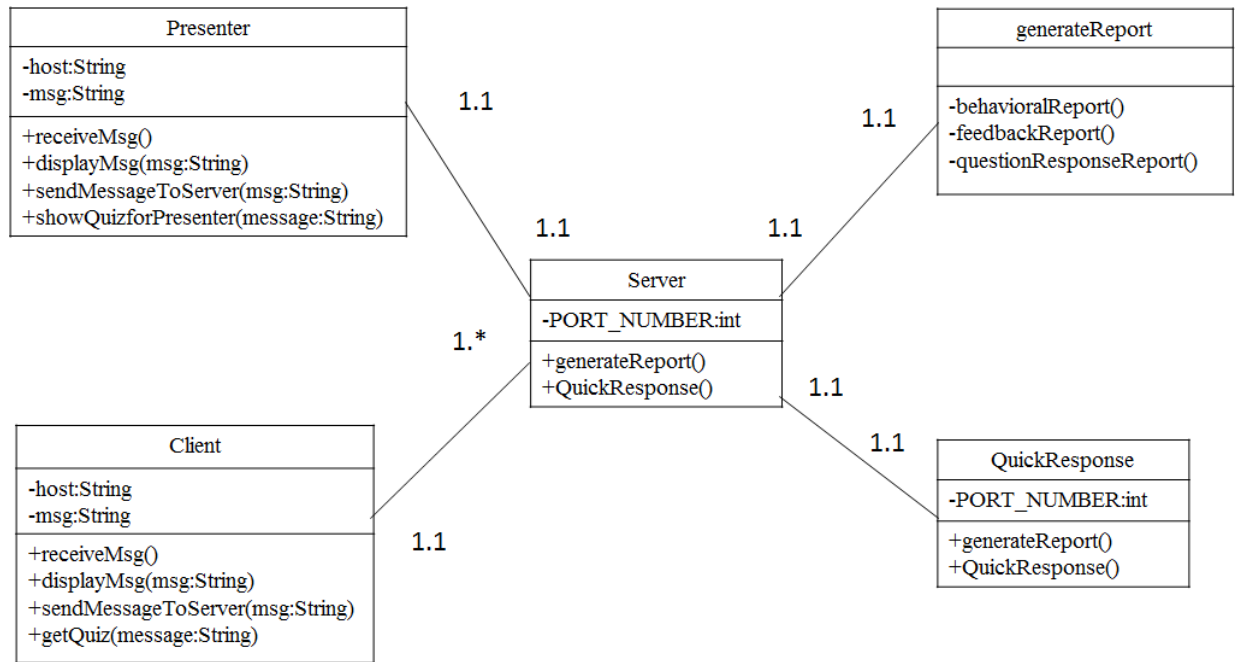 Presenter
-host:String
-msg:String
+receiveMsg()
+displayMsg(msg:String)
+sendMessageToServer(msg:String)
+showQuizforPresenter(message:String)
1.1
1.1
generateReport
-behavioralReport()
-feedbackReport()
-questionResponseReport()
1.1
1.1
Server
-PORT_NUMBER:int
+generateReport()
+QuickResponse()
1.*
1.1
Client
-host:String
-msg:String
+receiveMsg()
+displayMsg(msg:String)
+sendMessageToServer(msg:String)
+getQuiz(message:String)
1.1
1.1
QuickResponse
-PORT_NUMBER:int
+generateReport()
+QuickResponse()